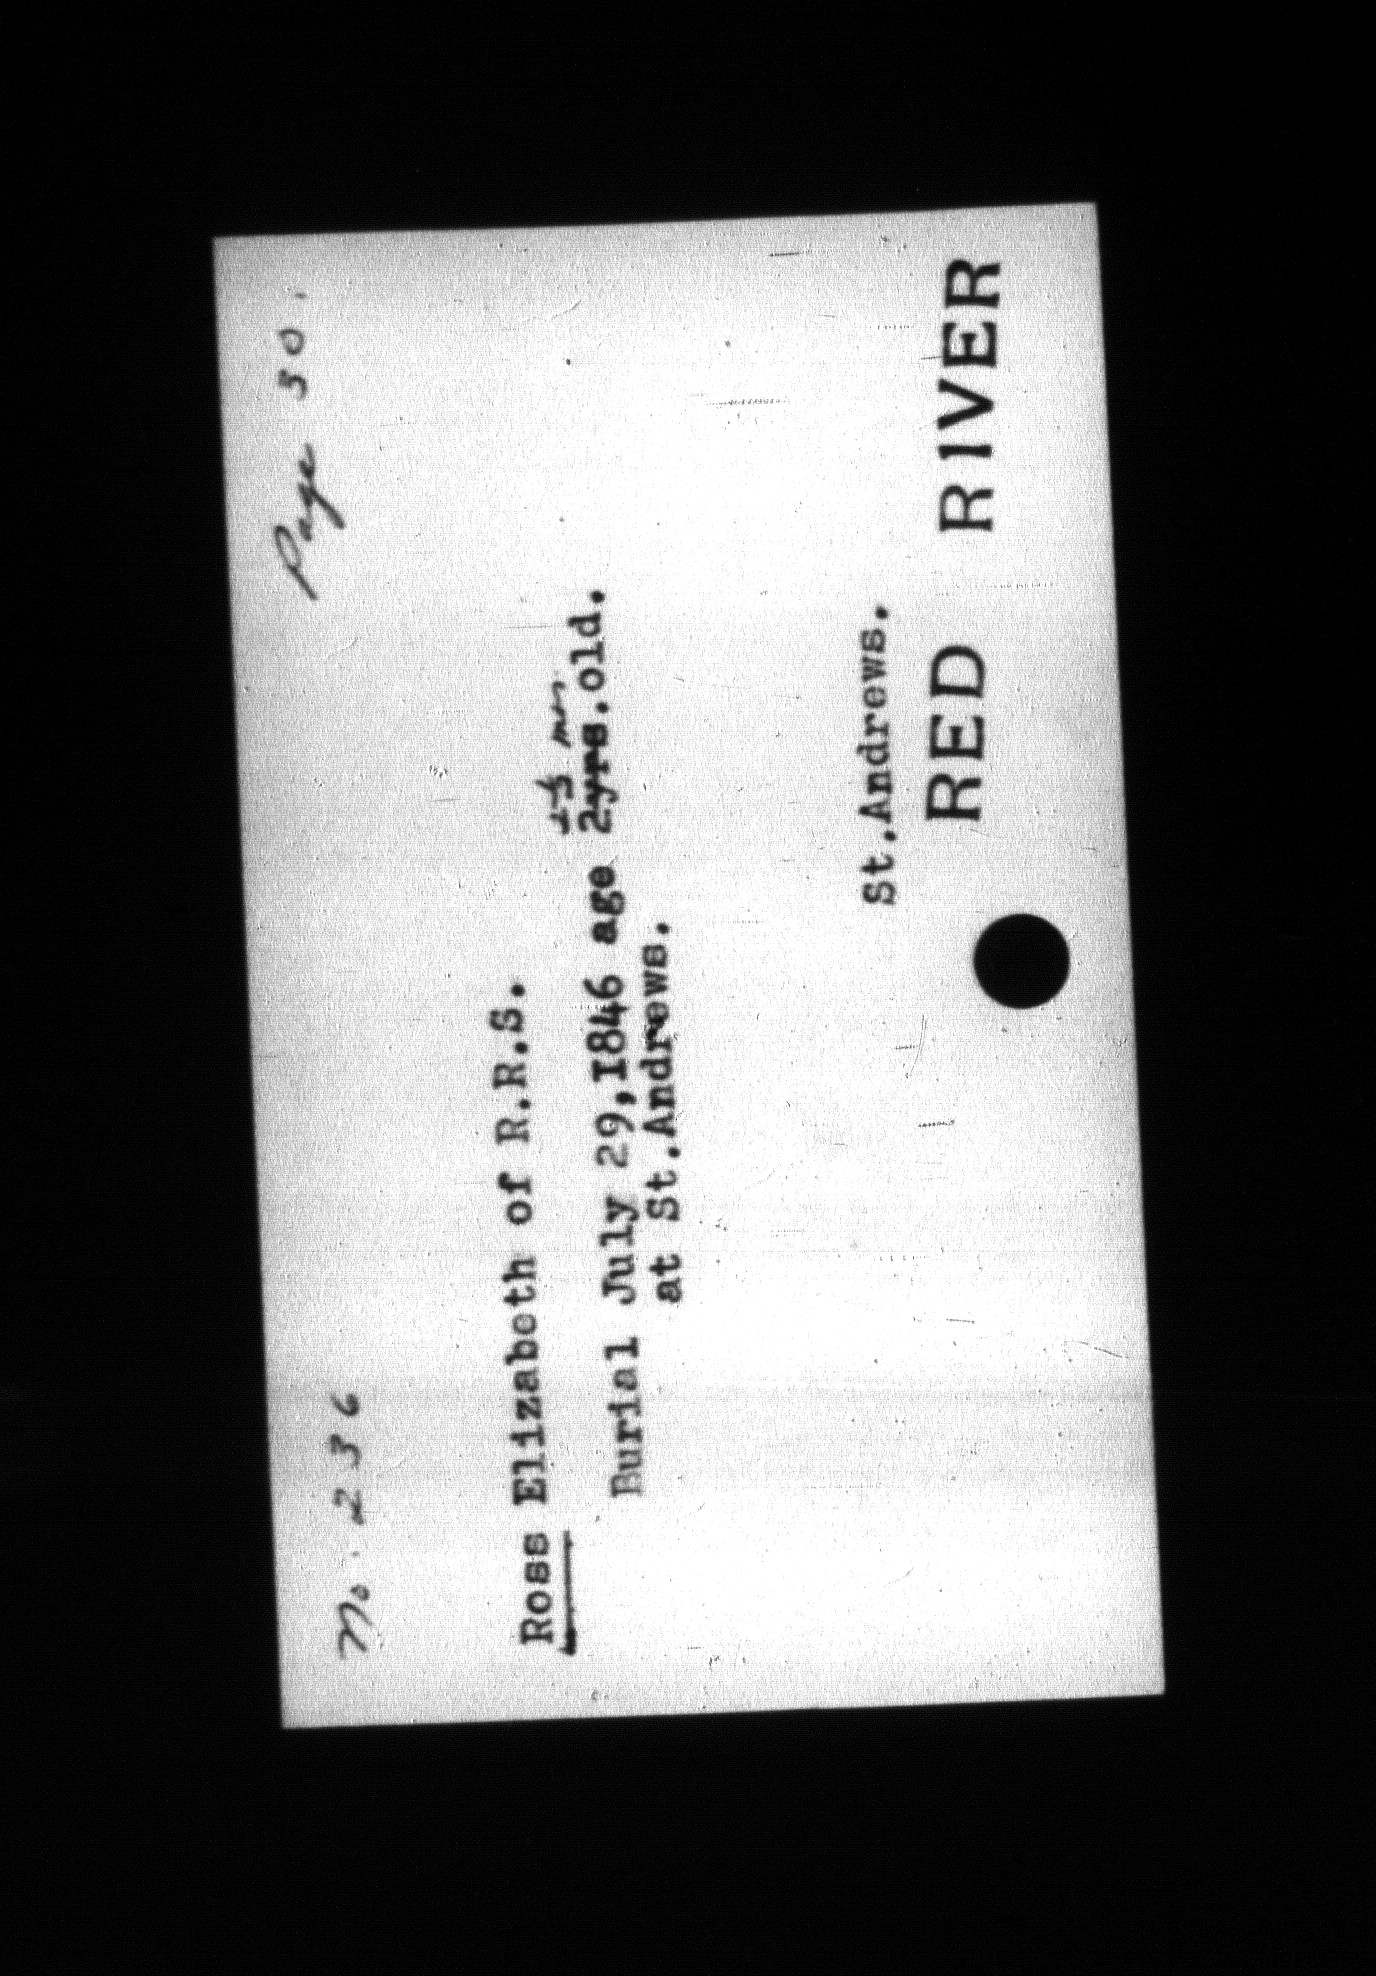 No. 236 Page 30.
Ross Elizabeth of R.R.S.
mos
Burial July 29,1846 age 2yrs.old.
at St.Andrews.
St.Andrews.
RED RIVER